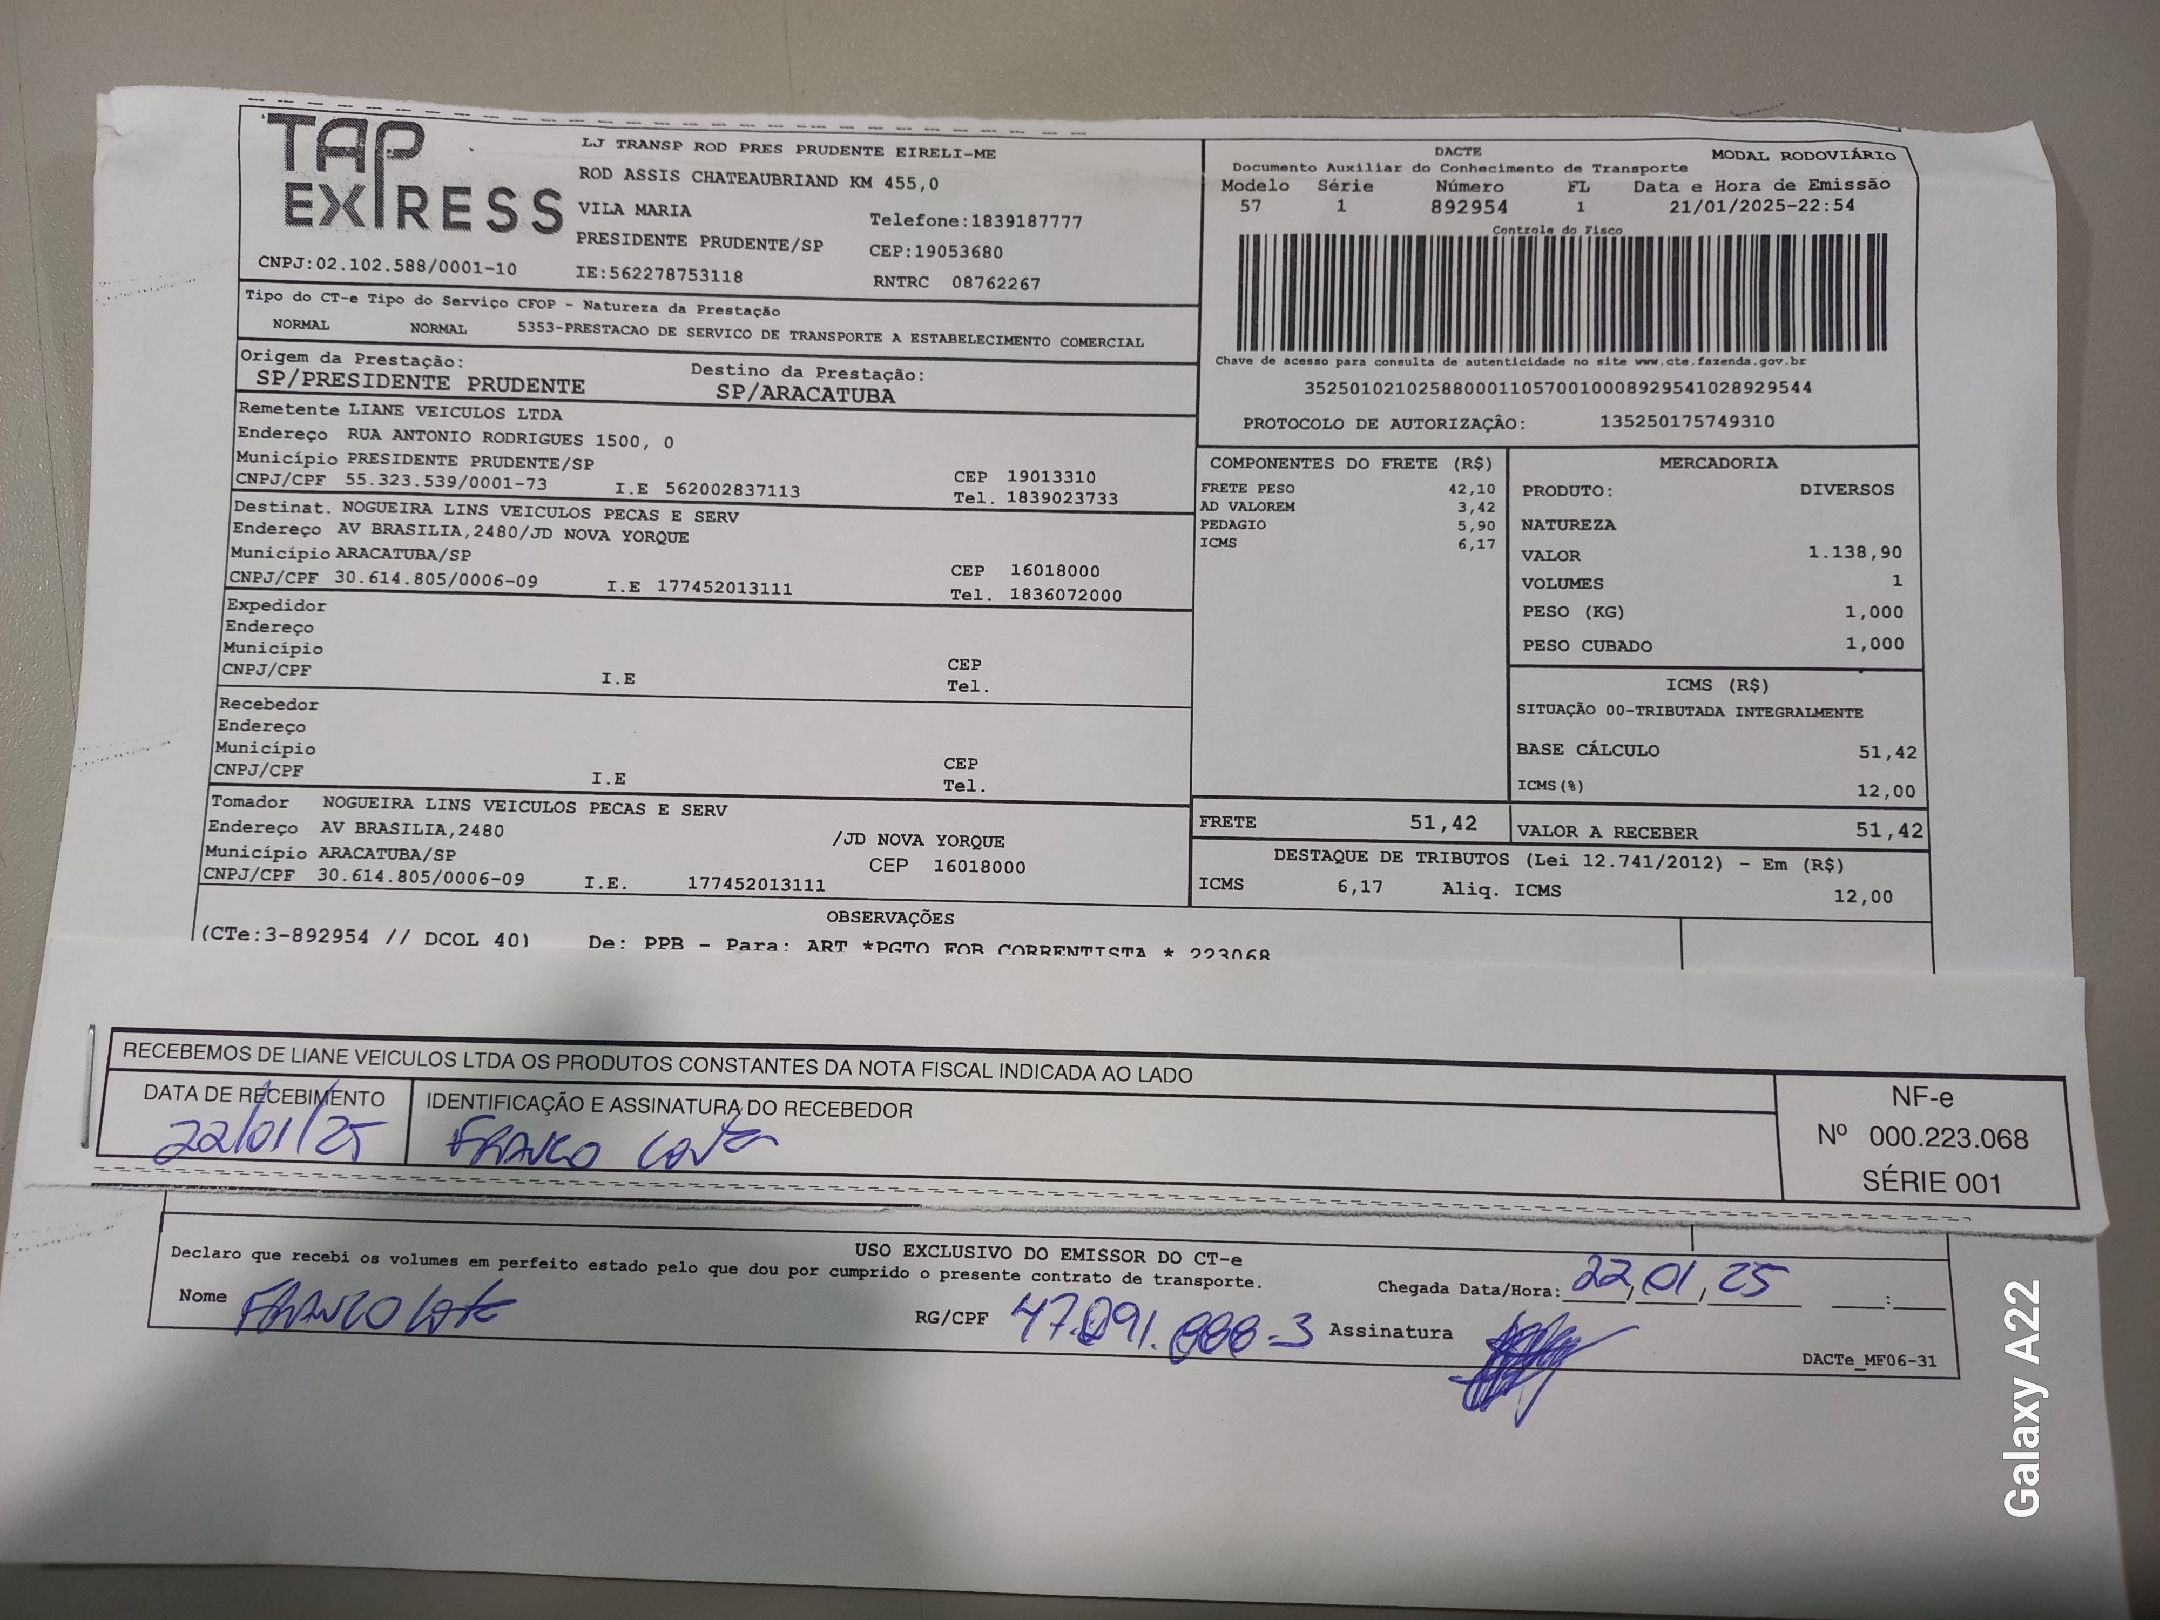 TAP EXPRESS
CNPJ:02.102.588/0001-10
LJ TRANSP ROD PRES PRUDENTE EIRELI-ME
ROD ASSIS CHATEAUBRIAND KM 455,0
VILA MARIA Telefone:1839187777
PRESIDENTE PRUDENTE/SP CEP:19053680
IE:562278753118 RNTRC 08762267
DACTE MODAL RODOVIÁRIO
Documento Auxiliar do Conhecimento de Transporte
Modelo Série Número FL Data e Hora de Emissão
57 1 892954 1 21/01/2025-22:54
Controle do Fisco
Chave de acesso para consulta de autenticidade no site www.cte.fazenda.gov.br
35250102102588000110570010008929541028929544
PROTOCOLO DE AUTORIZAÇÂO: 135250175749310
Tipo do CT-e Tipo do Serviço CFOP - Natureza da Prestação
NORMAL NORMAL 5353-PRESTACAO DE SERVICO DE TRANSPORTE A ESTABELECIMENTO COMERCIAL
Origem da Prestação: Destino da Prestação:
SP/PRESIDENTE PRUDENTE SP/ARACATUBA
Remetente LIANE VEICULOS LTDA
Endereço RUA ANTONIO RODRIGUES 1500, 0
Município PRESIDENTE PRUDENTE/SP CEP 19013310
CNPJ/CPF 55.323.539/0001-73 I.E 562002837113 Tel. 1839023733
Destinat. NOGUEIRA LINS VEICULOS PECAS E SERV
Endereço AV BRASILIA,2480/JD NOVA YORQUE
Município ARACATUBA/SP CEP 16018000
CNPJ/CPF 30.614.805/0006-09 I.E 177452013111 Tel. 1836072000
Expedidor
Endereço
Município CEP
CNPJ/CPF I.E Tel.
Recebedor
Endereço
Município CEP
CNPJ/CPF I.E Tel.
Tomador NOGUEIRA LINS VEICULOS PECAS E SERV
Endereço AV BRASILIA,2480 /JD NOVA YORQUE
Município ARACATUBA/SP CEP 16018000
CNPJ/CPF 30.614.805/0006-09 I.E. 177452013111
COMPONENTES DO FRETE (R$)
FRETE PESO 42,10
AD VALOREM 3,42
PEDAGIO 5,90
ICMS 6,17
MERCADORIA
PRODUTO: DIVERSOS
NATUREZA
VALOR 1.138,90
VOLUMES 1
PESO (KG) 1,000
PESO CUBADO 1,000
ICMS (R$)
SITUAÇÃO 00-TRIBUTADA INTEGRALMENTE
BASE CÁLCULO 51,42
ICMS(%) 12,00
FRETE 51,42 VALOR A RECEBER 51,42
DESTAQUE DE TRIBUTOS (Lei 12.741/2012) - Em (R$)
ICMS 6,17 Aliq. ICMS 12,00
OBSERVAÇÕES
(CTe:3-892954 // DCOL 40) De: PPB - Para: ART *PGTO FOB CORRENTISTA * 223068
RECEBEMOS DE LIANE VEICULOS LTDA OS PRODUTOS CONSTANTES DA NOTA FISCAL INDICADA AO LADO
DATA DE RECEBIMENTO IDENTIFICAÇÃO E ASSINATURA DO RECEBEDOR
22/01/25 FRANCO
NF-e
Nº 000.223.068
SÉRIE 001
USO EXCLUSIVO DO EMISSOR DO CT-e
Declaro que recebi os volumes em perfeito estado pelo que dou por cumprido o presente contrato de transporte.
Chegada Data/Hora: 22,01,25 :
Nome FRANCO RG/CPF 47.091.888-3 Assinatura
DACTe_MF06-31
Galaxy A22